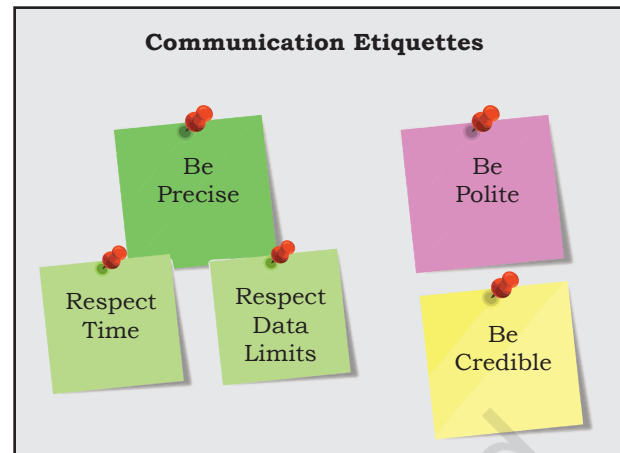 Communication Etiquettes
Be
Precise
Respect
Time
Respect
Data
Limits
Be
Polite
Be
Credible